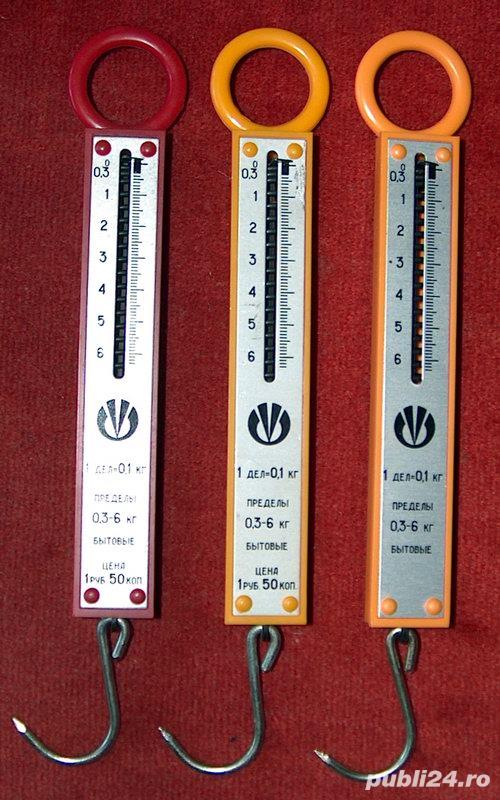 0
0,3
1
2
3
4
5
6
1 ДЕЛ=0,1 КГ
ПРЕДЕЛЫ
0,3-6 КГ
БЫТОВЫЕ
ЦЕНА
1 РУБ. 50 КОП.
0
0,3
1
2
3
4
5
6
1 ДЕЛ=0,1 КГ
ПРЕДЕЛЫ
0,3-6 КГ
БЫТОВЫЕ
ЦЕНА
1 РУБ. 50 КОП.
0
0,3
1
2
3
4
5
6
1 ДЕЛ=0,1 КГ
ПРЕДЕЛЫ
0,3-6 КГ
БЫТОВЫЕ
publi24.ro